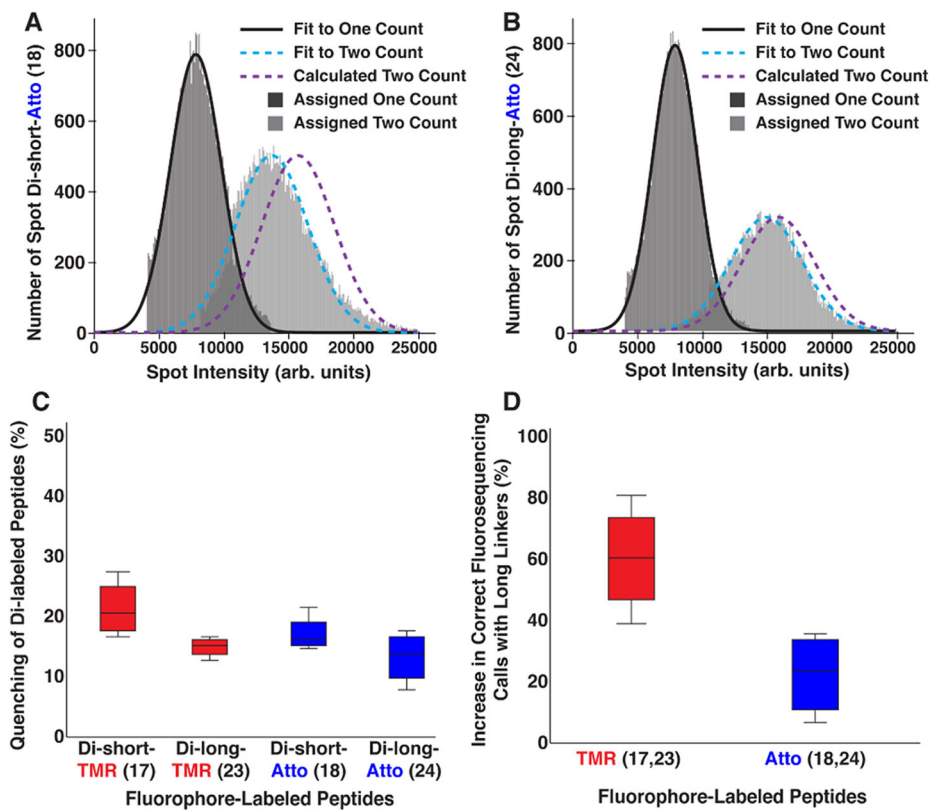 A
Number of Spot Di-short-Atto (18)
800
600
400
200
0
0 5000 10000 15000 20000 25000
Spot Intensity (arb. units)
Fit to One Count
Fit to Two Count
Calculated Two Count
Assigned One Count
Assigned Two Count
B
Number of Spot Di-long-Atto (24)
800
600
400
200
0
0 5000 10000 15000 20000 25000
Spot Intensity (arb. units)
Fit to One Count
Fit to Two Count
Calculated Two Count
Assigned One Count
Assigned Two Count
C
Quenching of Di-labeled Peptides (%)
50
40
30
20
10
0
Di-short-
TMR (17)
Di-long-
TMR (23)
Di-short-
Atto (18)
Di-long-
Atto (24)
Fluorophore-Labeled Peptides
D
Increase in Correct Fluorosequencing
Calls with Long Linkers (%)
100
80
60
40
20
0
TMR (17,23)
Atto (18,24)
Fluorophore-Labeled Peptides